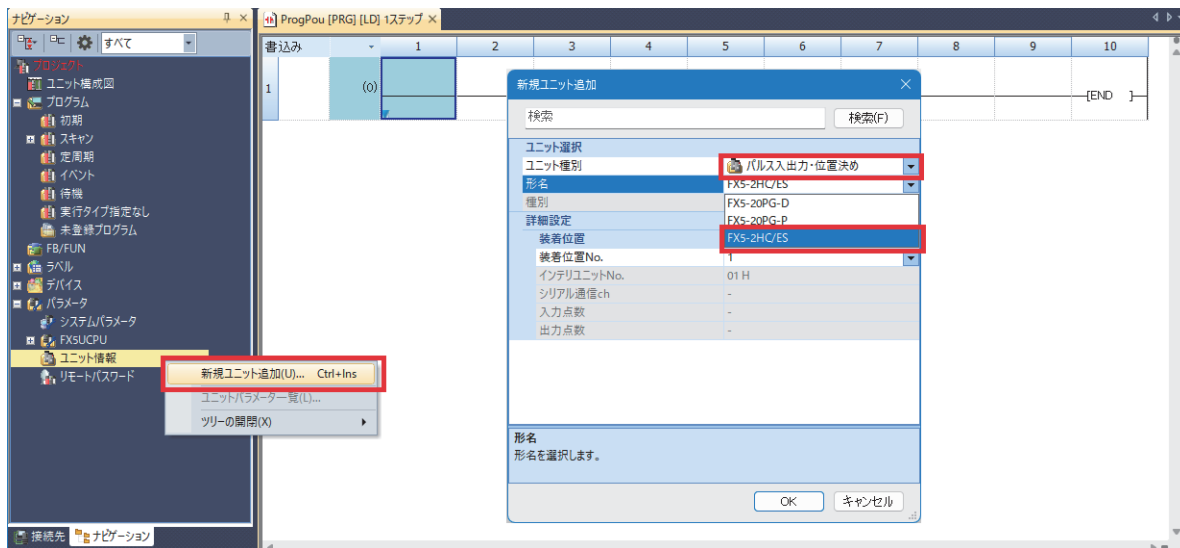 ナビゲーション
ProgPou [PRG] [LD] 1ステップ
すべて
書込み 1 2 3 4 5 6 7 8 9 10
1 (0) [END ]
プロジェクト
ユニット構成図
プログラム
初期
スキャン
定周期
イベント
待機
実行タイプ指定なし
未登録プログラム
FB/FUN
ラベル
デバイス
パラメータ
システムパラメータ
FX5UCPU
ユニット情報
リモートパスワード
新規ユニット追加(U)... Ctrl+Ins
ユニットパラメーター覧(L)...
ツリーの開閉(X)
接続先 ナビゲーション
新規ユニット追加
検索 検索(F)
ユニット選択
ユニット種別 パルス入出力・位置決め
形名 FX5-2HC/ES
種別 FX5-20PG-D
詳細設定 FX5-20PG-P
装着位置 FX5-2HC/ES
装着位置No. 1
インテリユニットNo. 01 H
シリアル通信ch -
入力点数 -
出力点数 -
形名
形名を選択します。
OK キャンセル